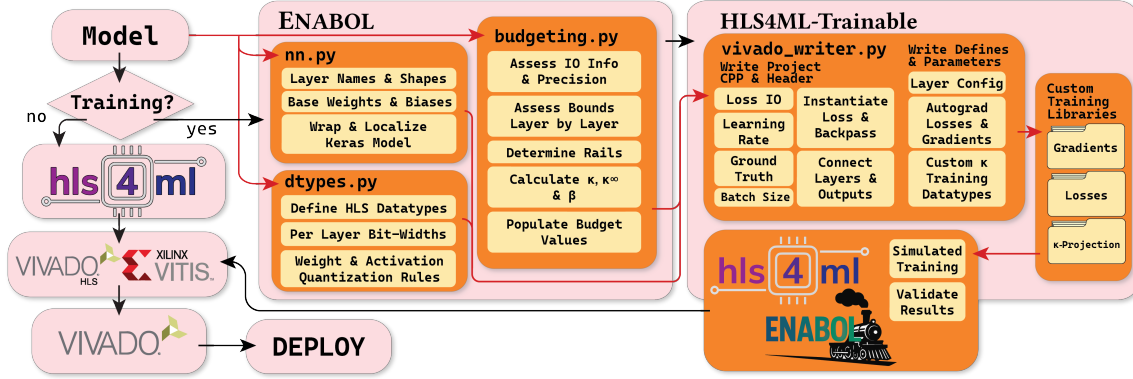 Model
Training?
no
yes
hls 4 ml
VIVADO.
HLS
XILINX
VITIS
VIVADO.
DEPLOY
ENABOL
nn.py
Layer Names & Shapes
Base Weights & Biases
Wrap & Localize
Keras Model
dtypes.py
Define HLS Datatypes
Per Layer Bit-Widths
Weight & Activation
Quantization Rules
budgeting.py
Assess IO Info
& Precision
Assess Bounds
Layer by Layer
Determine Rails
Calculate κ, κ∞
& β
Populate Budget
Values
HLS4ML-Trainable
vivado_writer.py
Write Project
CPP & Header
Loss IO
Learning
Rate
Ground
Truth
Batch Size
Instantiate
Loss &
Backpass
Connect
Layers &
Outputs
Write Defines
& Parameters
Layer Config
Autograd
Losses &
Gradients
Custom κ
Training
Datatypes
Custom
Training
Libraries
Gradients
Losses
κ-Projection
hls 4 ml
ENABOL
Simulated
Training
Validate
Results